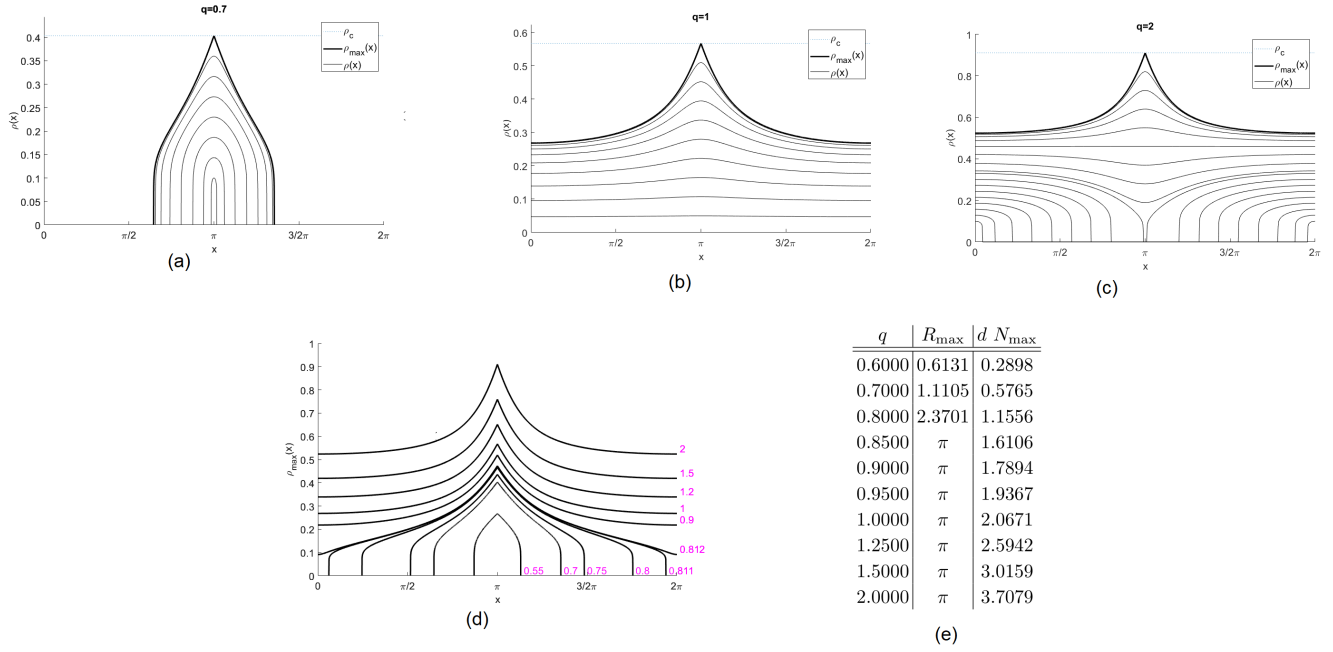 q=0.7
ρ(x)
0.4
0.35
0.3
0.25
0.2
0.15
0.1
0.05
0
ρc
ρmax(x)
ρ(x)
0 π/2 π 3/2π 2π
x
(a)
q=1
ρ(x)
0.6
0.5
0.4
0.3
0.2
0.1
0
ρc
ρmax(x)
ρ(x)
0 π/2 π 3/2π 2π
x
(b)
q=2
ρ(x)
1
0.8
0.6
0.4
0.2
0
ρc
ρmax(x)
ρ(x)
0 π/2 π 3/2π 2π
x
(c)
ρmax(x)
1
0.9
0.8
0.7
0.6
0.5
0.4
0.3
0.2
0.1
0
2
1.5
1.2
1
0.9
0.812
0.55 0.7 0.75 0.8 0.811
0 π/2 π 3/2π 2π
x
(d)
q Rmax d Nmax
0.6000 0.6131 0.2898
0.7000 1.1105 0.5765
0.8000 2.3701 1.1556
0.8500 π 1.6106
0.9000 π 1.7894
0.9500 π 1.9367
1.0000 π 2.0671
1.2500 π 2.5942
1.5000 π 3.0159
2.0000 π 3.7079
(e)